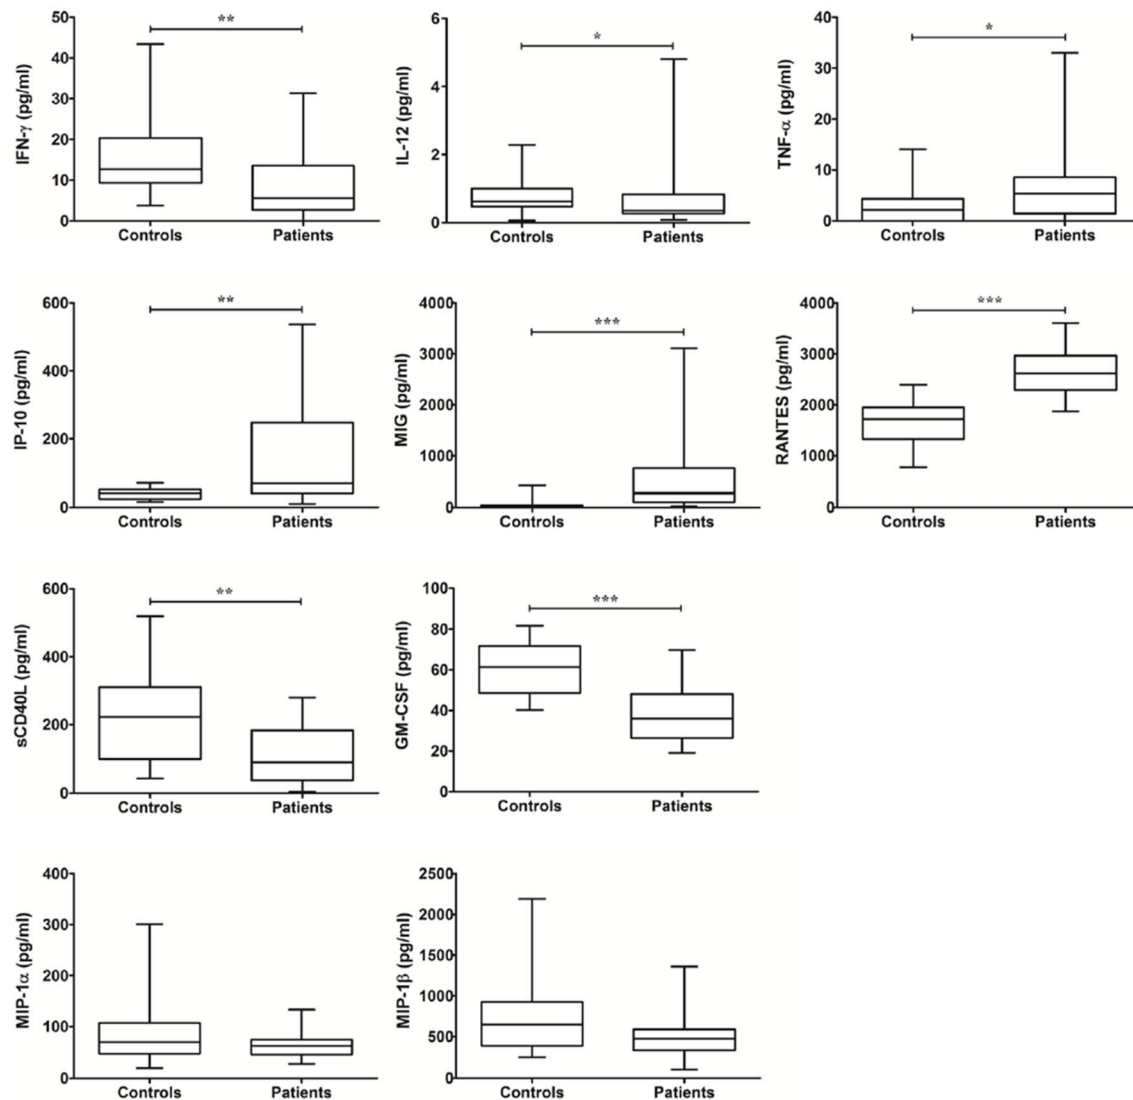 IFN-γ (pg/ml)
50
40
30
20
10
0
**
Controls
Patients
IL-12 (pg/ml)
6
4
2
0
*
Controls
Patients
TNF-α (pg/ml)
40
30
20
10
0
*
Controls
Patients
IP-10 (pg/ml)
600
400
200
0
**
Controls
Patients
MIG (pg/ml)
4000
3000
2000
1000
0
***
Controls
Patients
RANTES (pg/ml)
4000
3000
2000
1000
0
***
Controls
Patients
sCD40L (pg/ml)
600
400
200
0
**
Controls
Patients
GM-CSF (pg/ml)
100
80
60
40
20
0
***
Controls
Patients
MIP-1α (pg/ml)
400
300
200
100
0
Controls
Patients
MIP-1β (pg/ml)
2500
2000
1500
1000
500
0
Controls
Patients